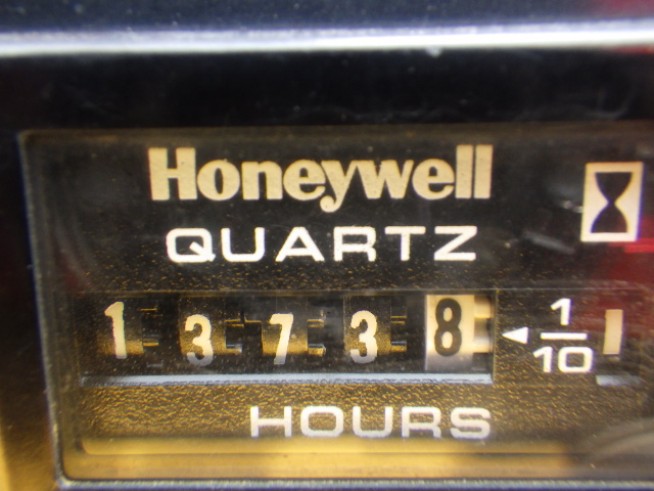 Honeywell
QUARTZ
1 3 7 3 8 ◄ 1/10
HOURS